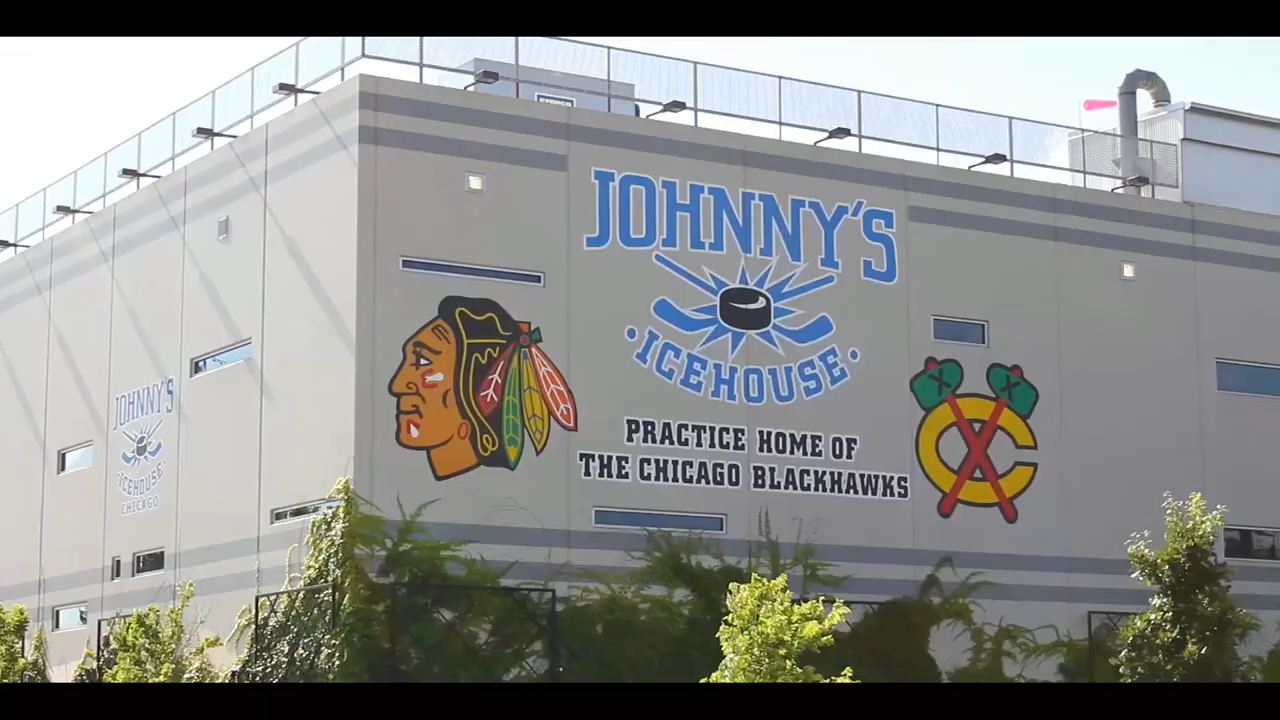 JOHNNY'S
ICEHOUSE
PRACTICE HOME OF
THE CHICAGO BLACKHAWKS
JOHNNY'S
ICEHOUSE
CHICAGO